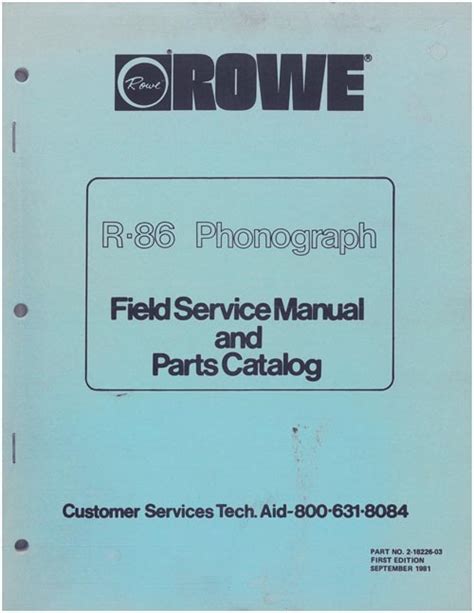 Rowe
ROWE®
R-86 Phonograph
Field Service Manual
and
Parts Catalog
Customer Services Tech. Aid-800-631-8084
PART NO. 2-16226-03
FIRST EDITION
SEPTEMBER 1981